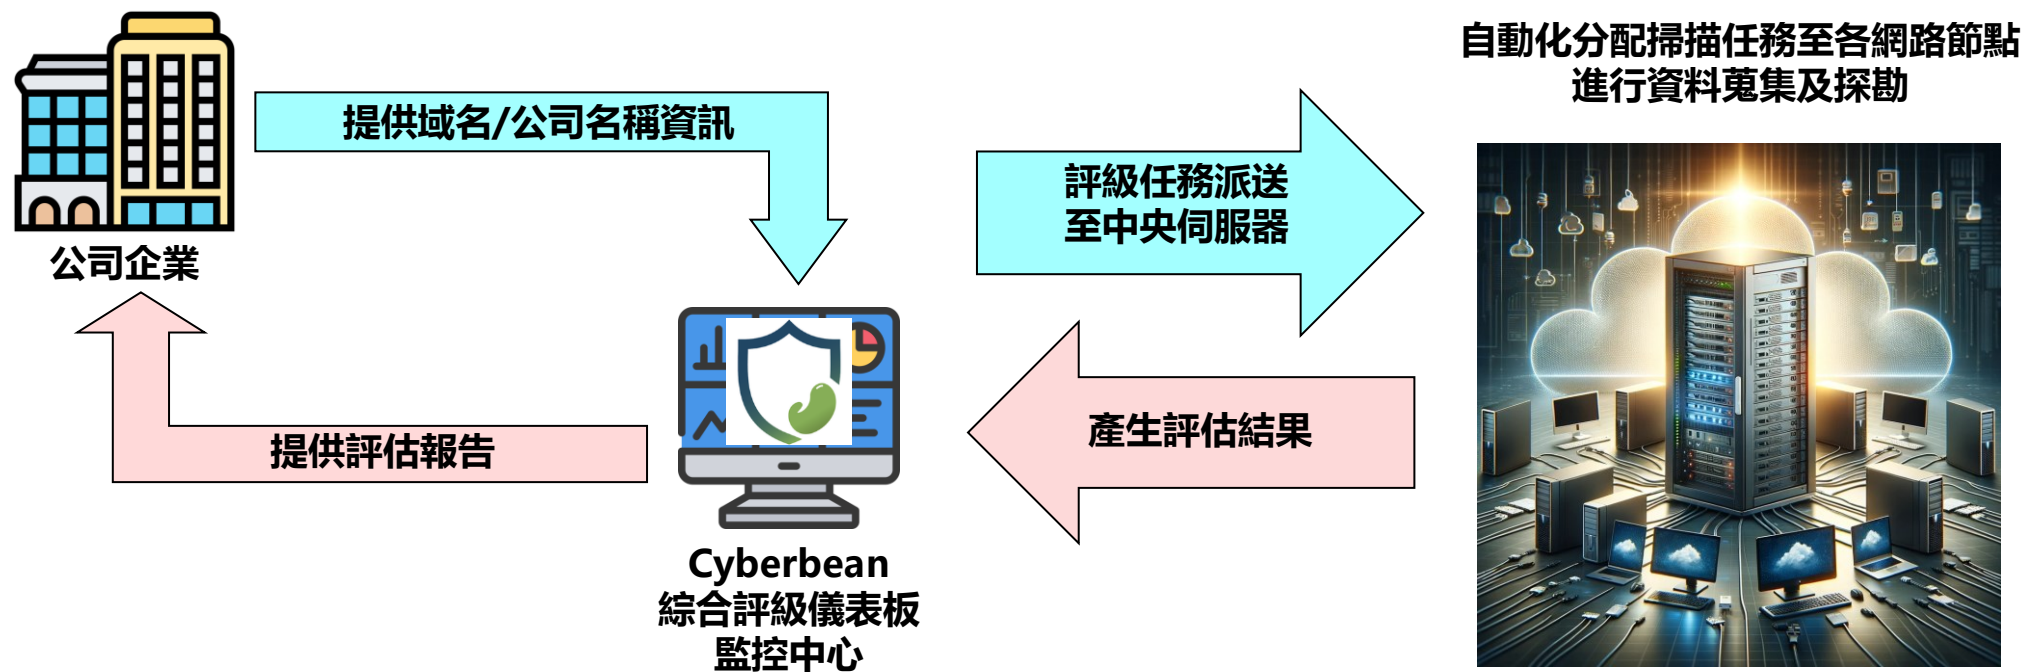 自動化分配掃描任務至各網路節點
進行資料蒐集及探勘
提供域名/公司名稱資訊
評級任務派送
至中央伺服器
公司企業
產生評估結果
提供評估報告
Cyberbean
綜合評級儀表板
監控中心